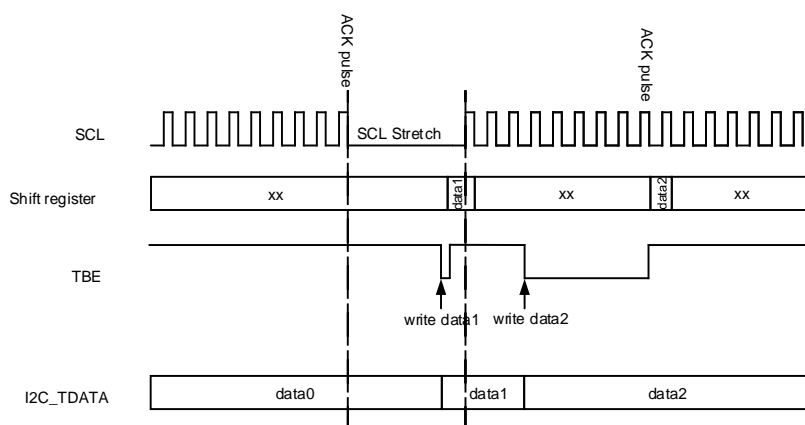 ACK pulse
ACK pulse
SCL
SCL Stretch
Shift register
xx
data1
xx
data2
xx
TBE
write data1
write data2
I2C_TDATA
data0
data1
data2